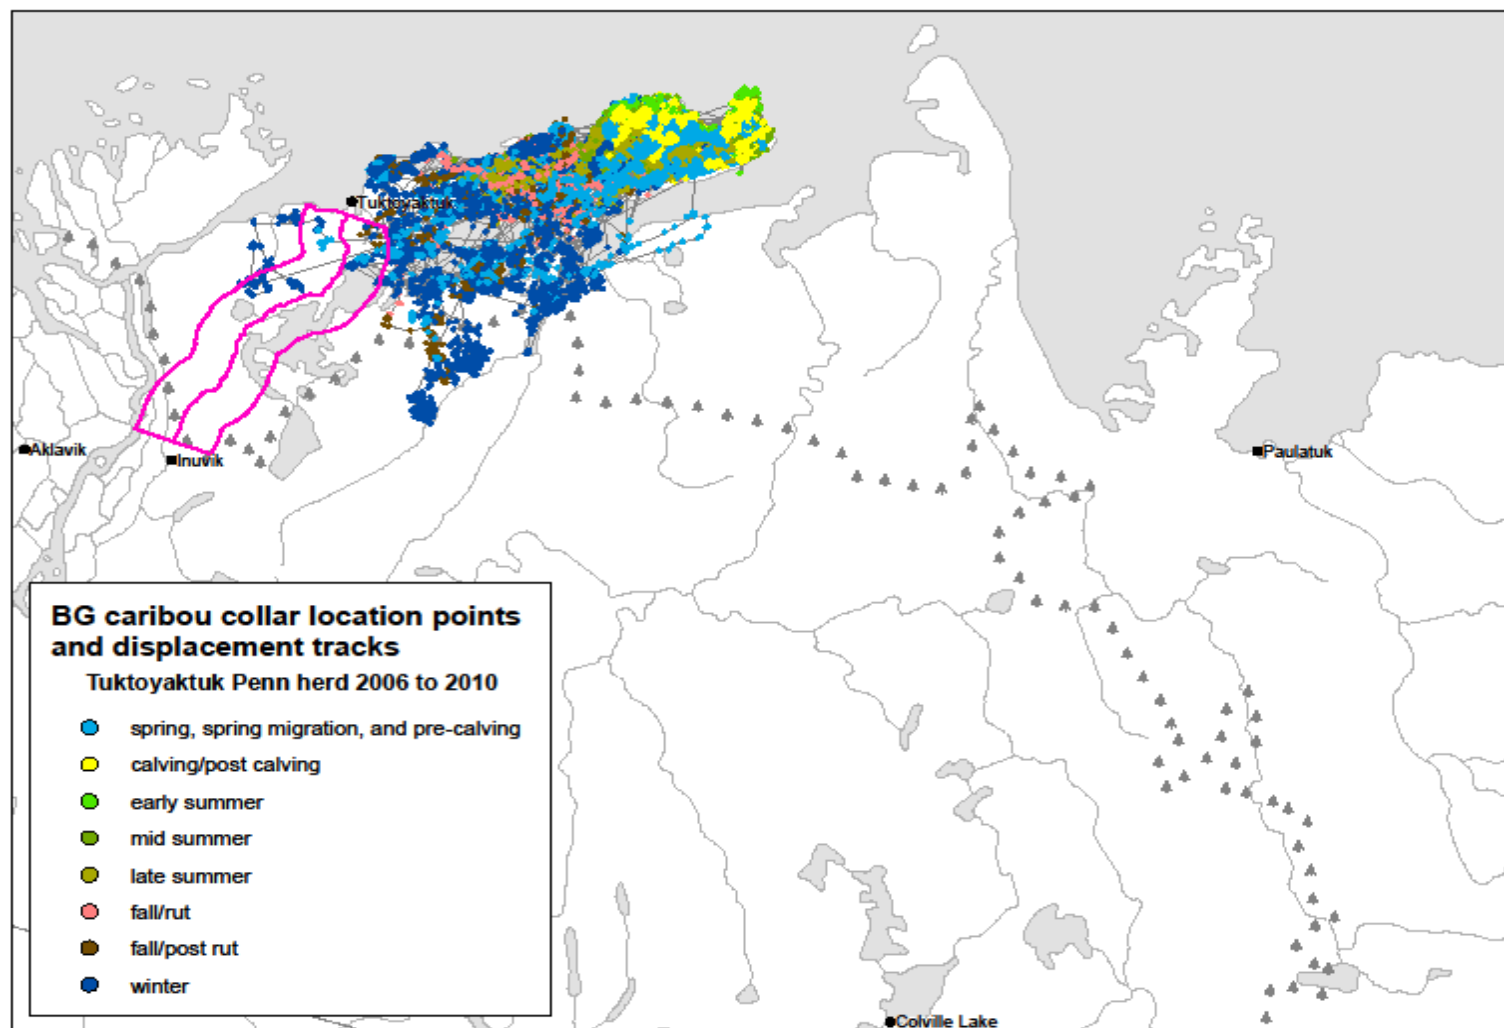 Tuktoyaktuk
Aklavik
Inuvik
Paulatuk
BG caribou collar location points
and displacement tracks
Tuktoyaktuk Penn herd 2006 to 2010
spring, spring migration, and pre-calving
calving/post calving
early summer
mid summer
late summer
fall/rut
fall/post rut
winter
Colville Lake